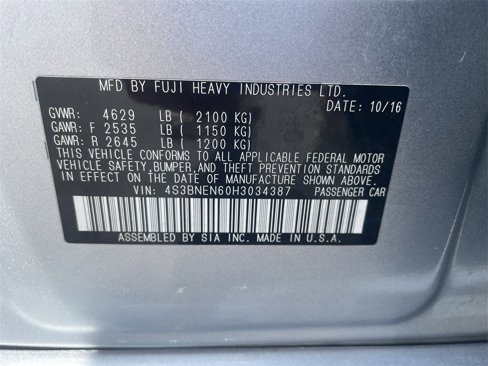 MFD BY FUJI HEAVY INDUSTRIES LTD.
DATE: 10/16
GVWR: 4629 LB ( 2100 KG)
GAWR: F 2535 LB ( 1150 KG)
GAWR: R 2645 LB ( 1200 KG)
THIS VEHICLE CONFORMS TO ALL APPLICABLE FEDERAL MOTOR
VEHICLE SAFETY, BUMPER, AND THEFT PREVENTION STANDARDS
IN EFFECT ON THE DATE OF MANUFACTURE SHOWN ABOVE.
VIN: 4S3BNEN60H3034387 PASSENGER CAR
ASSEMBLED BY SIA INC. MADE IN U.S.A.